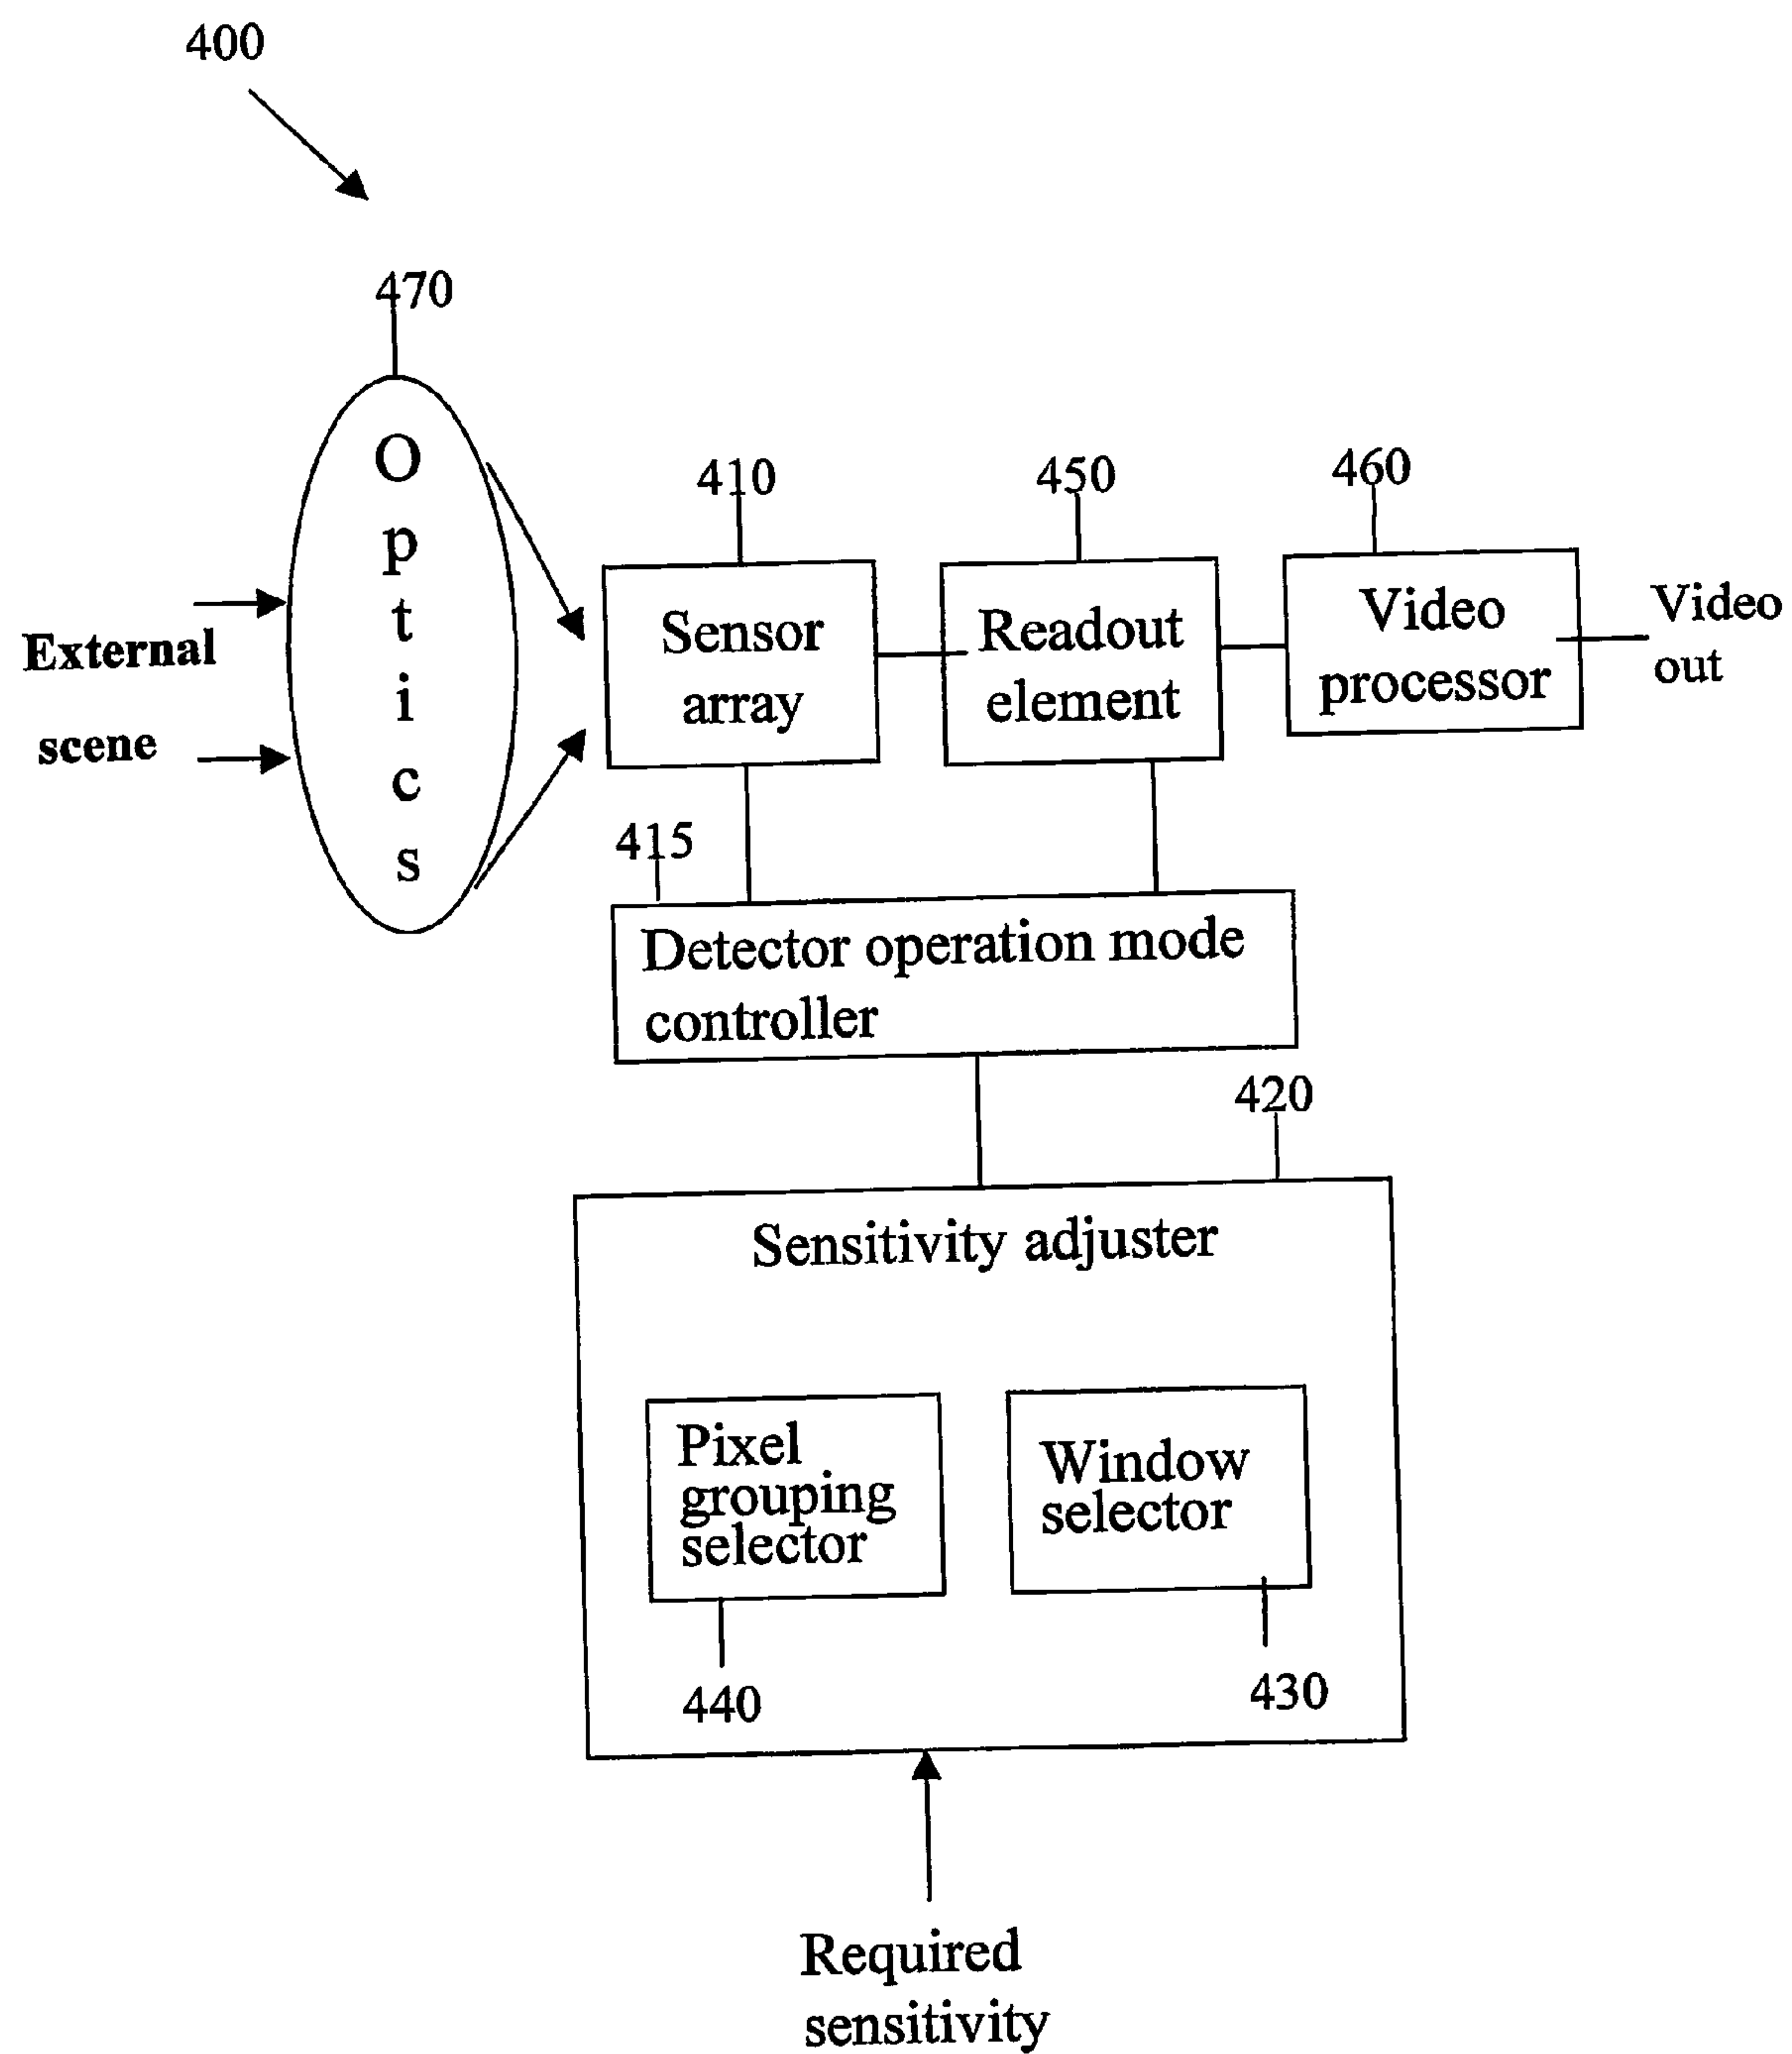 400
470
Optics
External
scene
410
450
460
Sensor
array
Readout
element
Video
processor
Video
out
415
Detector operation mode
controller
420
Sensitivity adjuster
Pixel
grouping
selector
Window
selector
440
430
Required
sensitivity